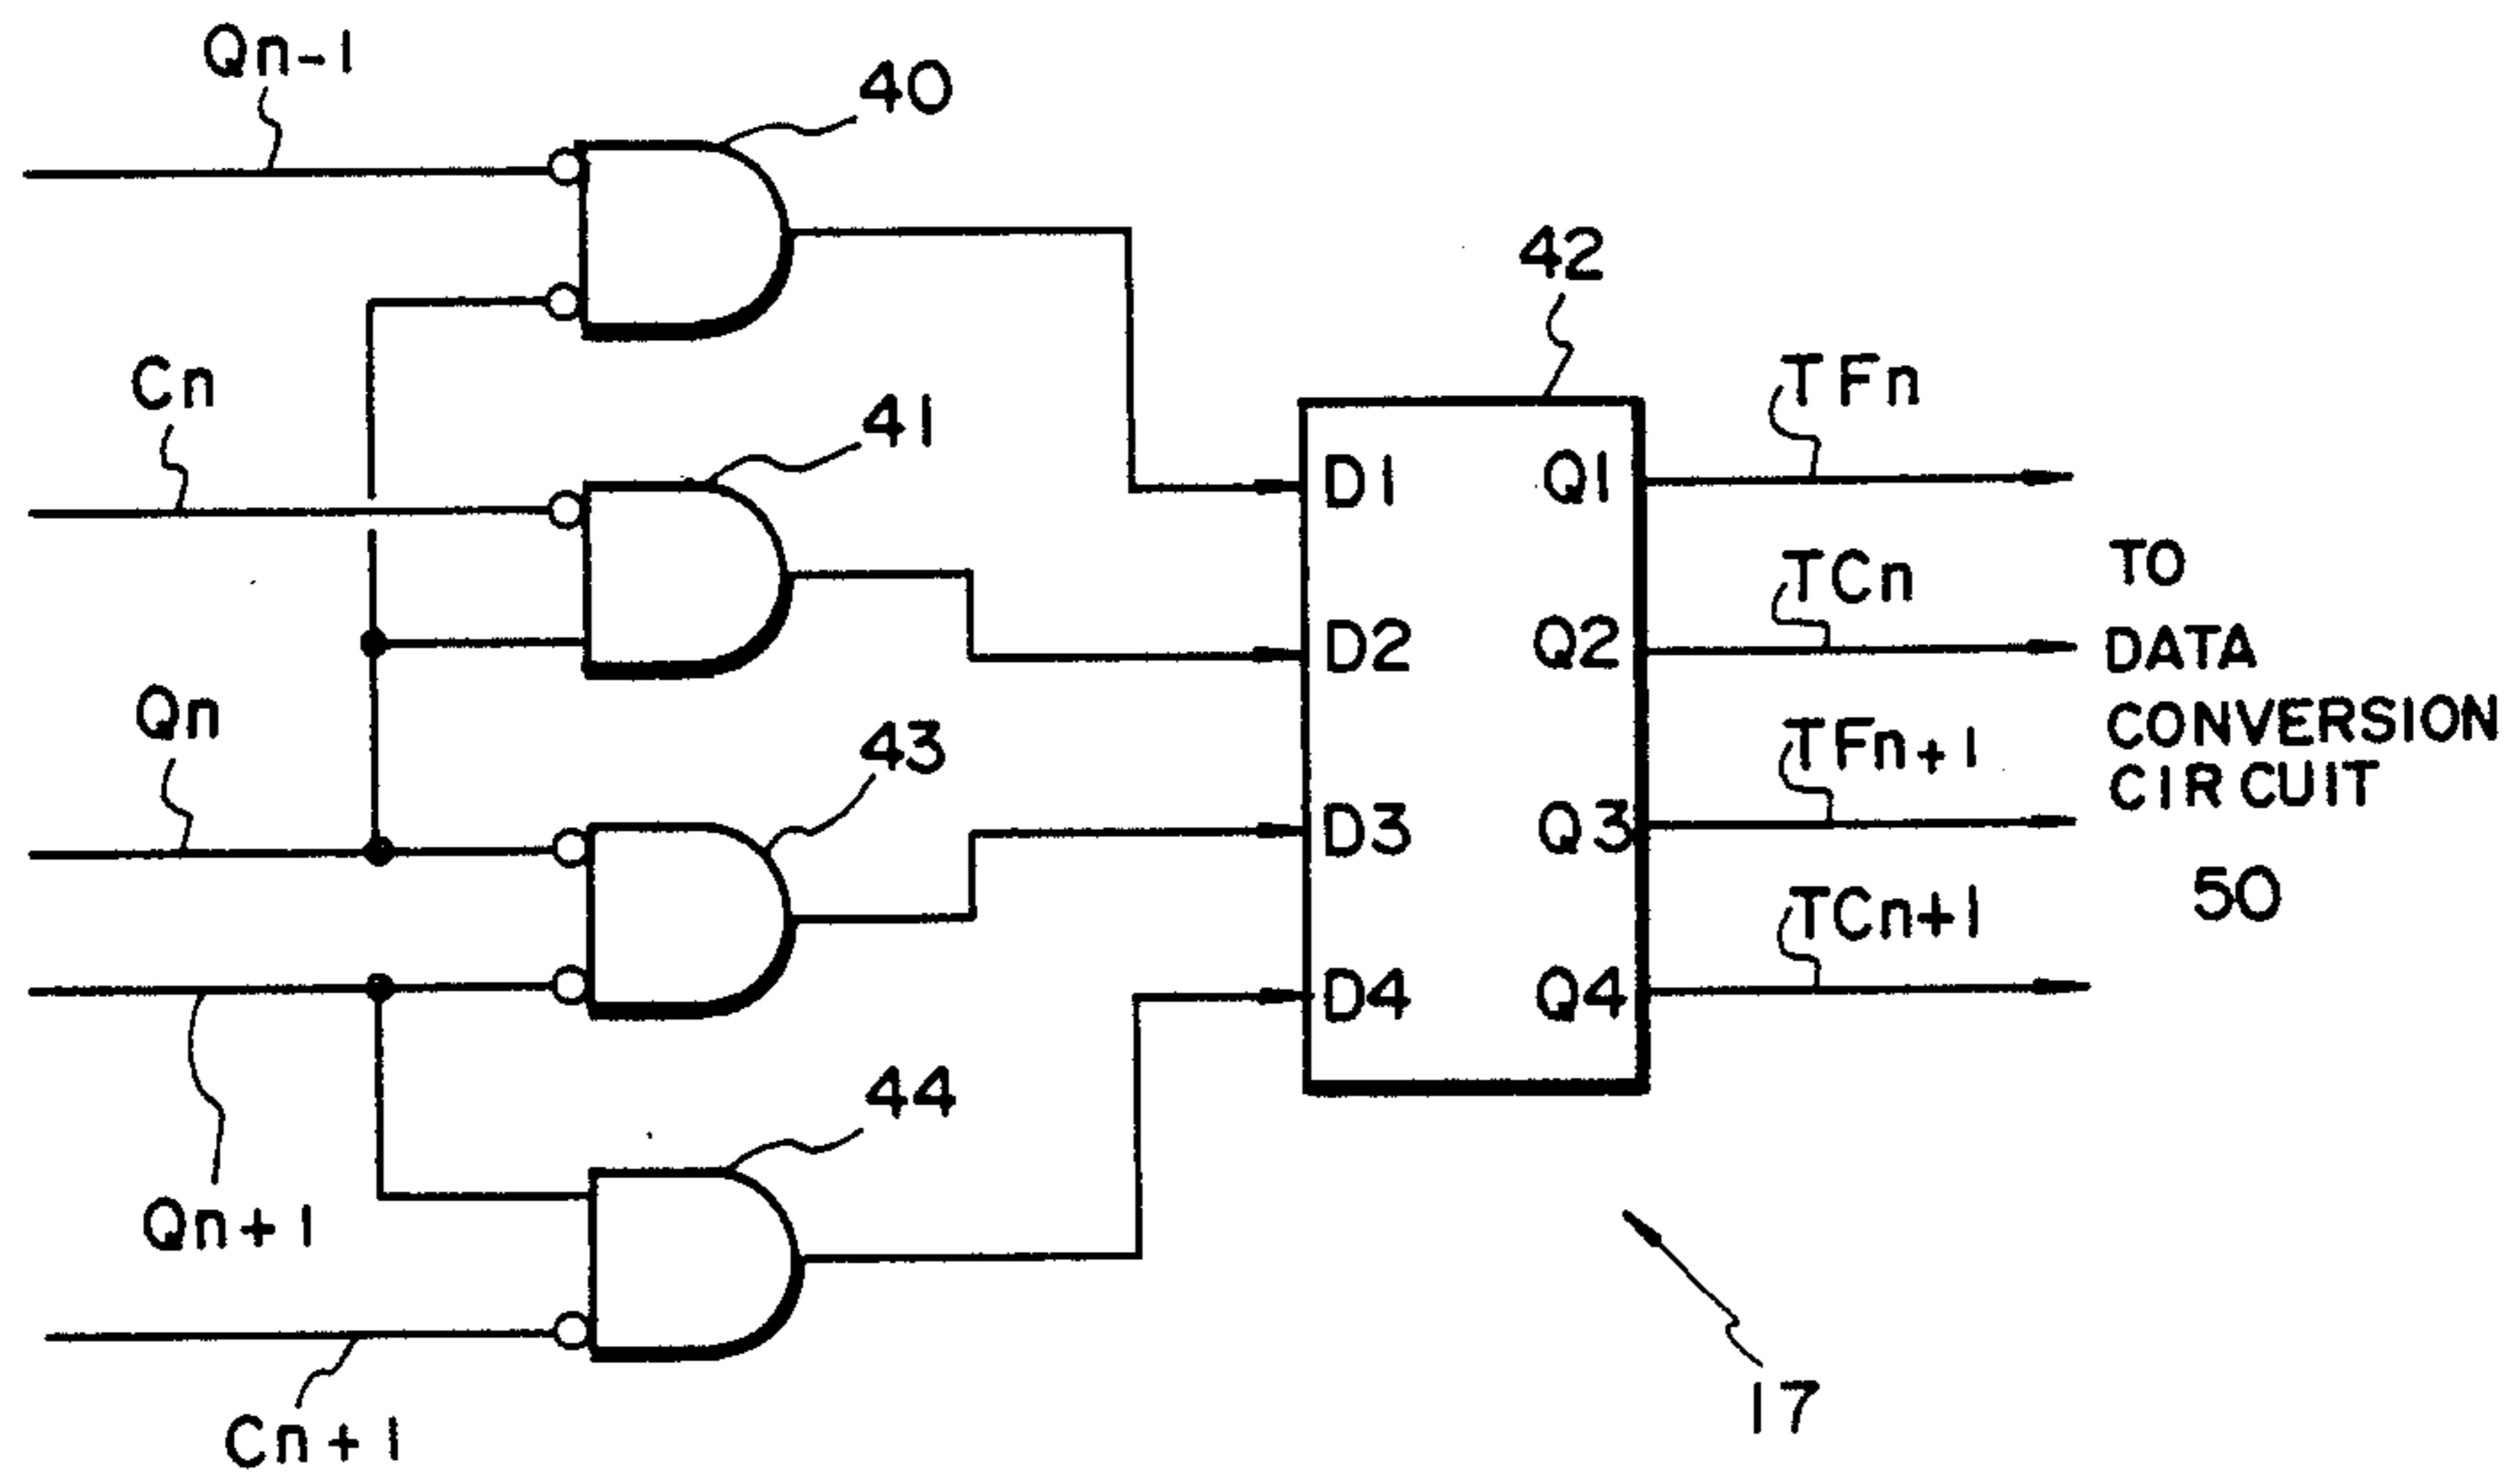 Qn-1
40
42
Cn
41
TFn
D1 Q1
TCn
TO
DATA
CONVERSION
CIRCUIT
50
D2 Q2
Qn
43
TFn+1
D3 Q3
TCn+1
D4 Q4
44
Qn+1
17
Cn+1